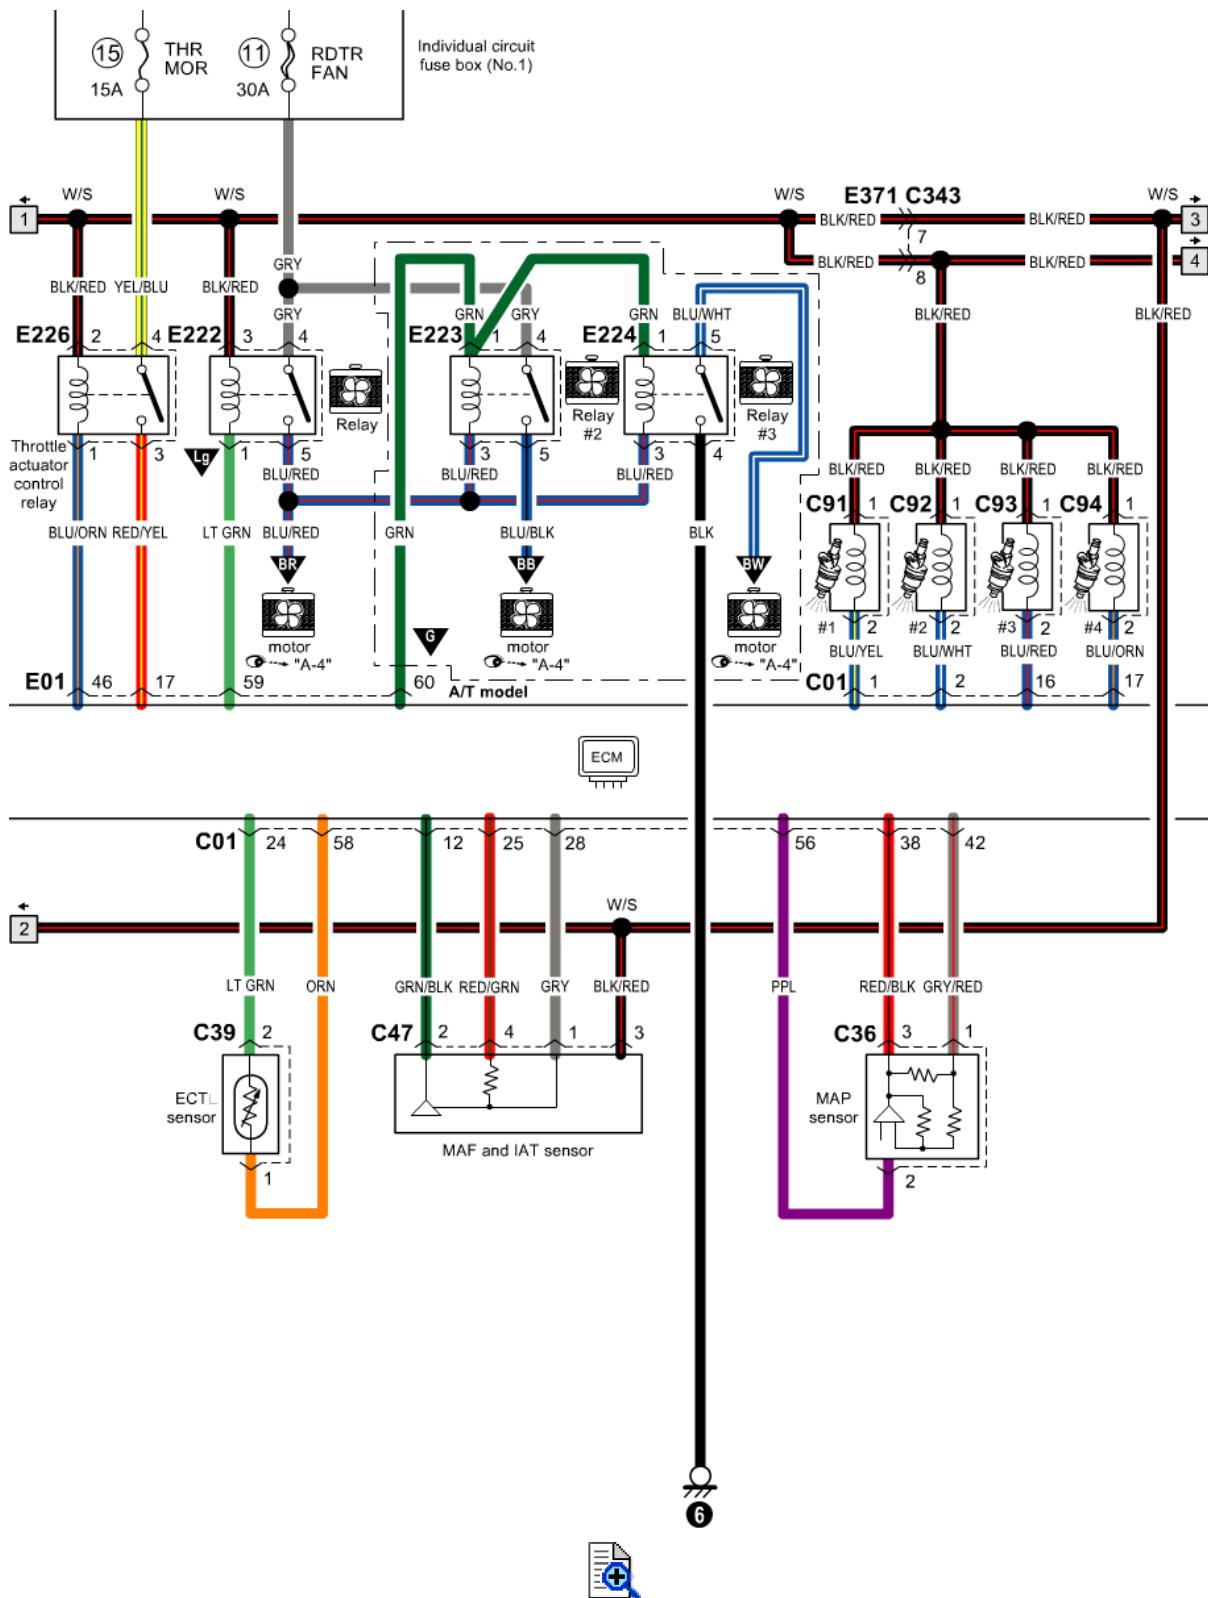 15 THR MOR 15A
11 RDTR FAN 30A
Individual circuit
fuse box (No.1)
W/S W/S W/S E371 C343 W/S
1 BLK/RED BLK/RED 3
7
BLK/RED BLK/RED 4
8
GRY
BLK/RED YEL/BLU BLK/RED GRY GRN GRY GRN BLU/WHT BLK/RED BLK/RED
E226 2 4 E222 3 4 E223 1 4 E224 1 5
Relay
Relay
#2
Relay
#3
Throttle
actuator
control
relay
1 3 Lg 1 5 3 5 3 4
BLU/RED BLU/RED BLU/RED BLK/RED BLK/RED BLK/RED BLK/RED
C91 1 C92 1 C93 1 C94 1
BLU/ORN RED/YEL LT GRN BLU/RED GRN BLU/BLK BLK
BR BB BW
#1 2 #2 2 #3 2 #4 2
G
motor motor motor
"A-4" "A-4" "A-4"
BLU/YEL BLU/WHT BLU/RED BLU/ORN
E01 46 17 59 60 A/T model C01 1 2 16 17
ECM
C01 24 58 12 25 28 56 38 42
W/S
2
LT GRN ORN GRN/BLK RED/GRN GRY BLK/RED PPL RED/BLK GRY/RED
C39 2 C47 2 4 1 3 C36 3 1
ECT
sensor
MAP
sensor
MAF and IAT sensor
1 2
6